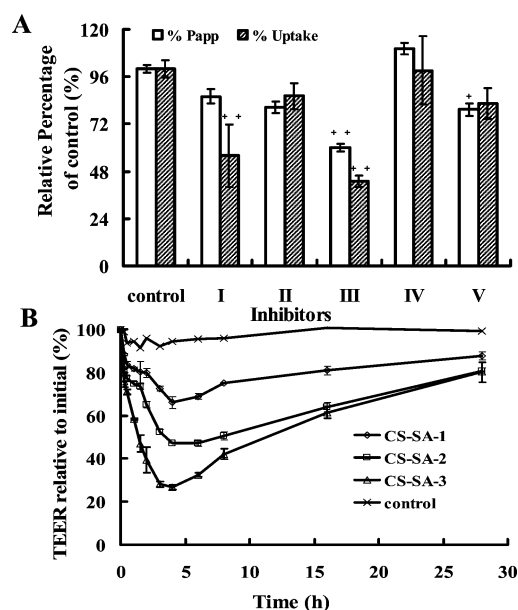 A
120
% Papp
% Uptake
96
72
48
24
0
Relative Percentage
of control (%)
+ +
+ +
+ +
+
control I II III IV V
Inhibitors
B
100
80
60
40
20
0
TEER relative to initial (%)
CS-SA-1
CS-SA-2
CS-SA-3
control
0 5 10 15 20 25 30
Time (h)